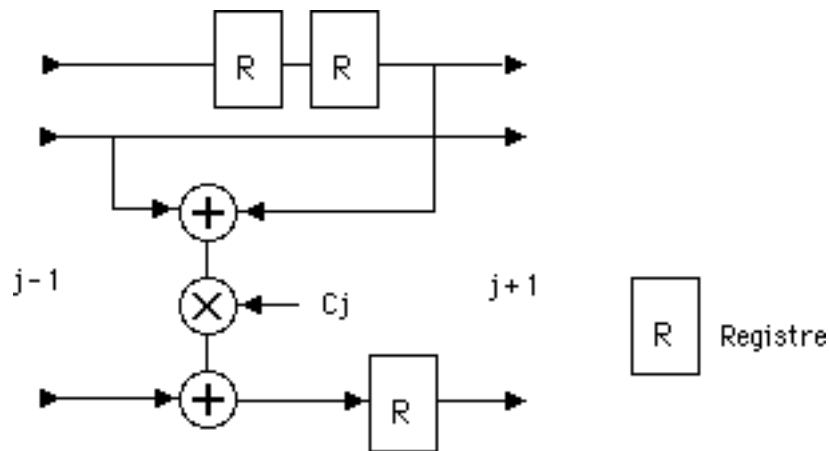 R R
+
j-1
× Cj
j+1
R Registre
+
R